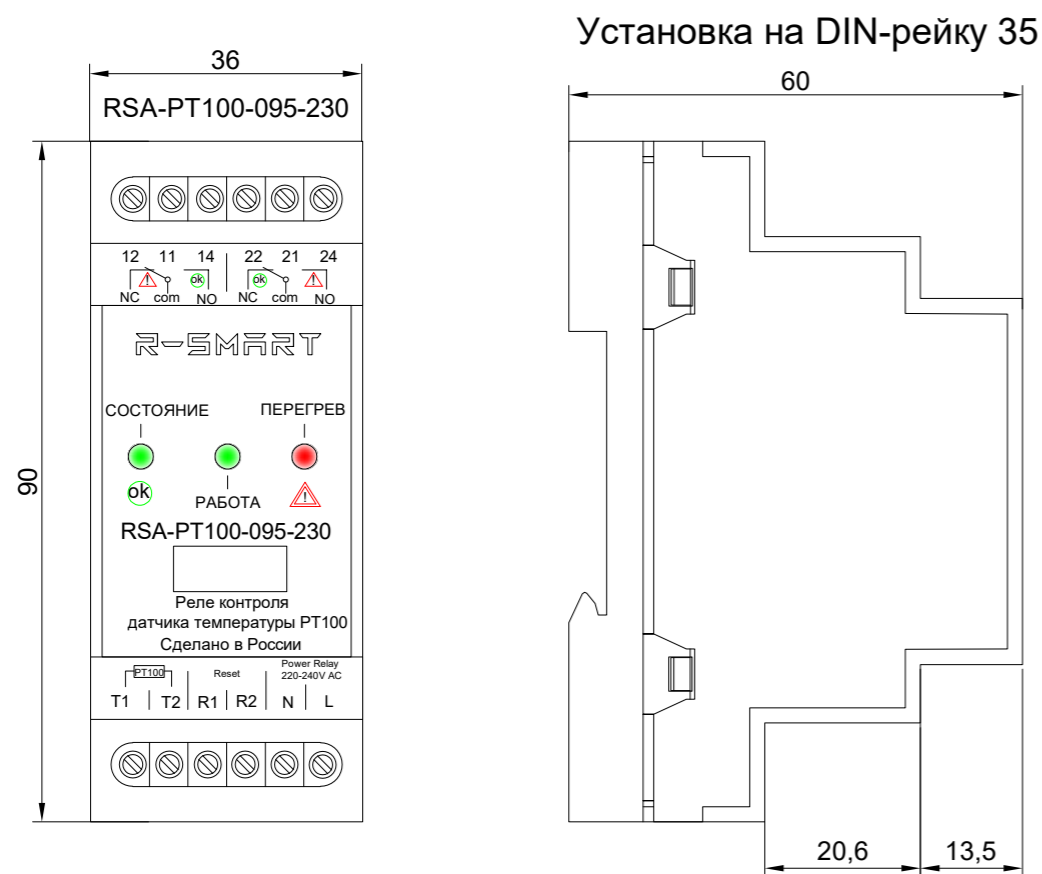 Установка на DIN-рейку 35
36
60
RSA-PT100-095-230
12 11 14 22 21 24
ok ok
NC com NO NC com NO
R-SMART
СОСТОЯНИЕ ПЕРЕГРЕВ
90
ok
РАБОТА
RSA-PT100-095-230
Реле контроля
датчика температуры PT100
Сделано в России
PT100 Reset Power Relay
220-240V AC
T1 T2 R1 R2 N L
20,6 13,5